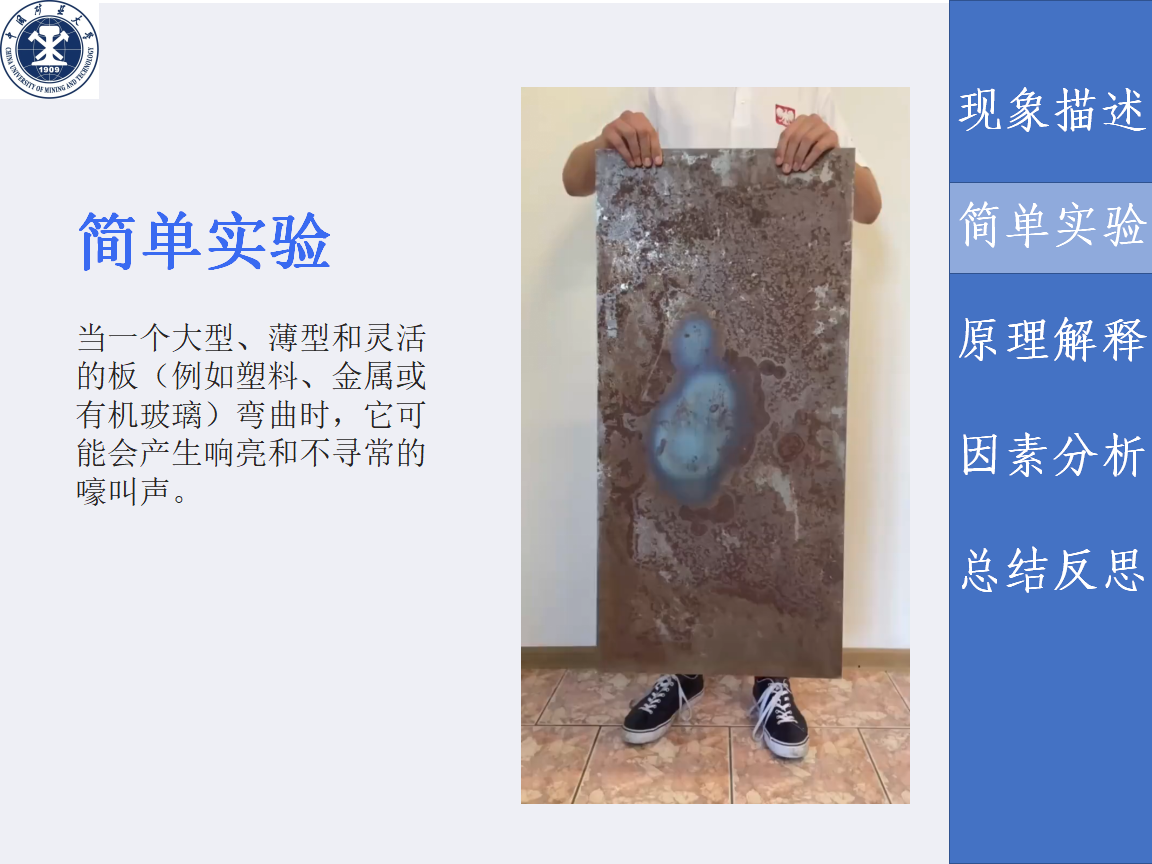 中国矿业大学
CHINA UNIVERSITY OF MINING AND TECHNOLOGY
1909
简单实验
当一个大型、薄型和灵活
的板（例如塑料、金属或
有机玻璃）弯曲时，它可
能会产生响亮和不寻常的
嚎叫声。
现象描述
简单实验
原理解释
因素分析
总结反思